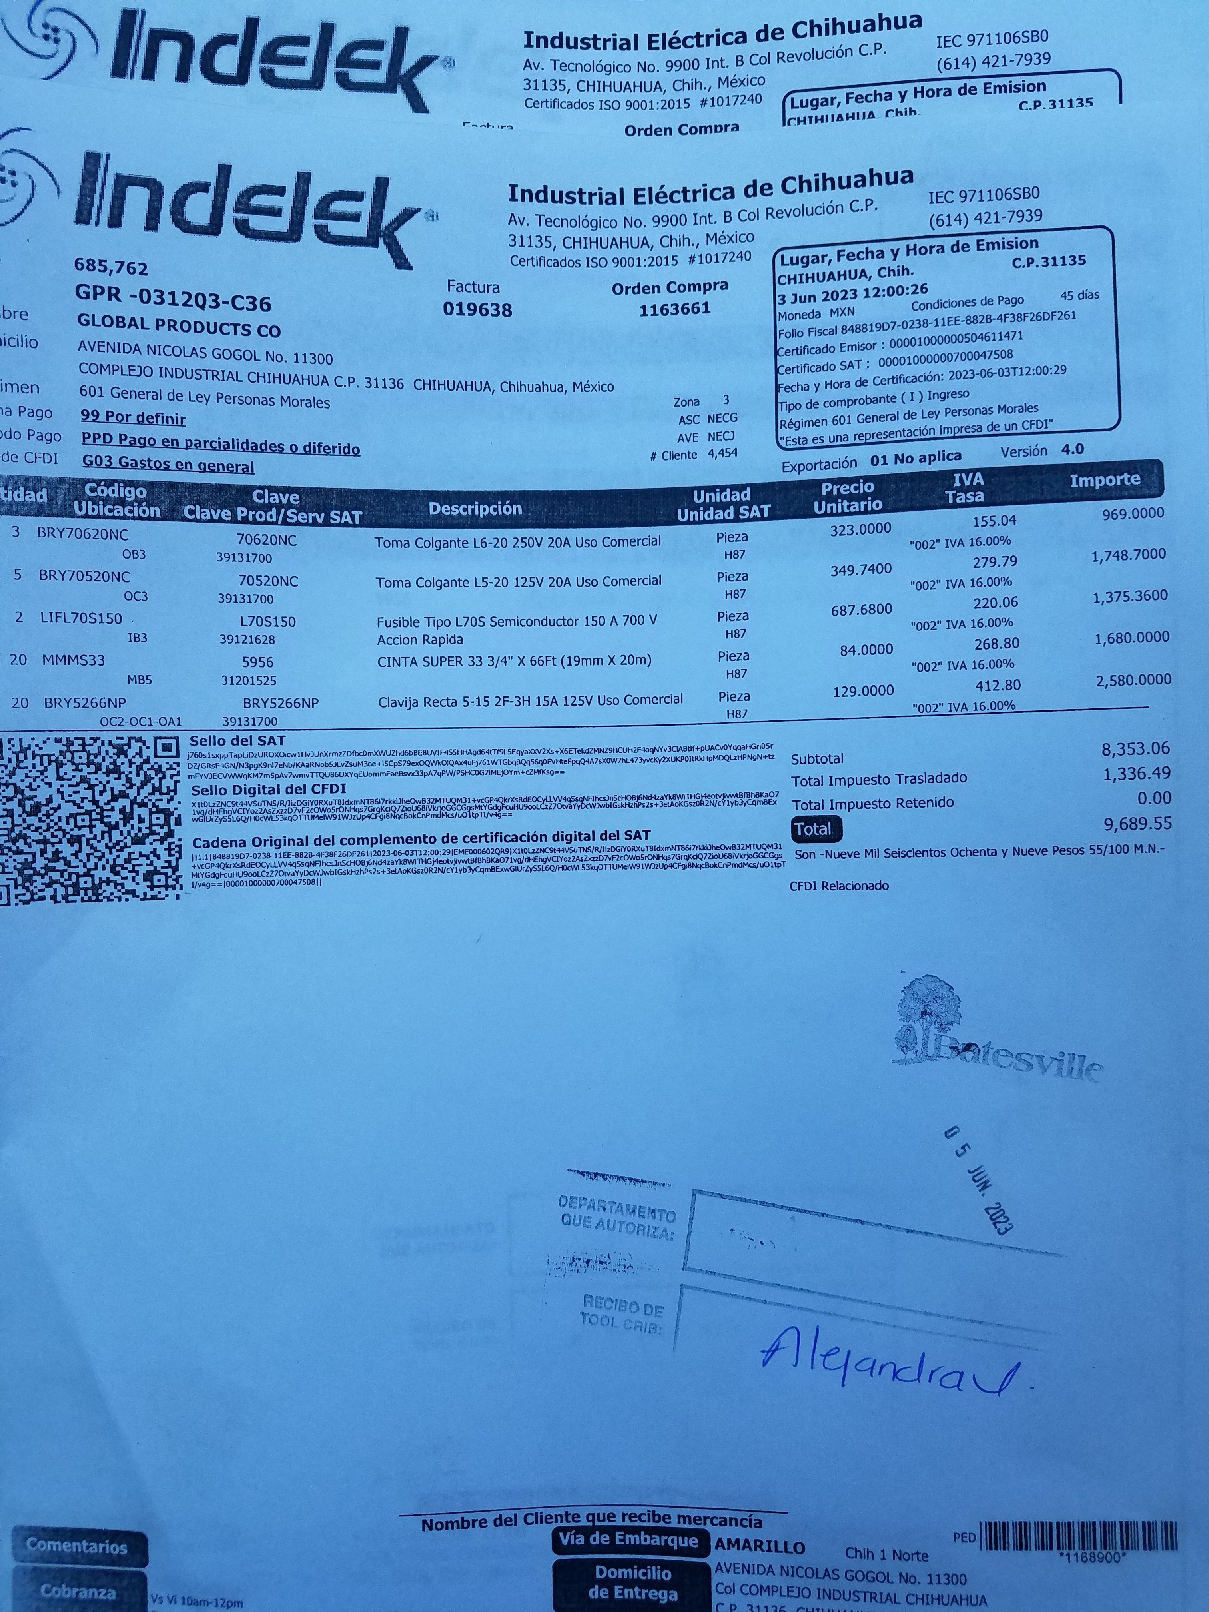 Indelek®
Industrial Eléctrica de Chihuahua
Av. Tecnológico No. 9900 Int. B Col Revolución C.P.
31135, CHIHUAHUA, Chih., México
Certificados ISO 9001:2015 #1017240
IEC 971106SB0
(614) 421-7939
Lugar, Fecha y Hora de Emision
CHIHUAHUA, Chih. C.P.31135
Factura Orden Compra
Indelek®
Industrial Eléctrica de Chihuahua
Av. Tecnológico No. 9900 Int. B Col Revolución C.P.
31135, CHIHUAHUA, Chih., México
Certificados ISO 9001:2015 #1017240
IEC 971106SB0
(614) 421-7939
685,762
GPR -0312Q3-C36
Factura Orden Compra
019638 1163661
Lugar, Fecha y Hora de Emision
CHIHUAHUA, Chih. C.P.31135
3 Jun 2023 12:00:26
Moneda MXN Condiciones de Pago 45 días
Folio Fiscal 848819D7-0238-11EE-882B-4F38F26DF261
Certificado Emisor : 00001000000504611471
Certificado SAT : 00001000000700047508
Fecha y Hora de Certificación: 2023-06-03T12:00:29
Tipo de comprobante ( I ) Ingreso
Régimen 601 General de Ley Personas Morales
"Esta es una representación Impresa de un CFDI"
bre GLOBAL PRODUCTS CO
icilio AVENIDA NICOLAS GOGOL No. 11300
COMPLEJO INDUSTRIAL CHIHUAHUA C.P. 31136 CHIHUAHUA, Chihuahua, México
imen 601 General de Ley Personas Morales
na Pago 99 Por definir
odo Pago PPD Pago en parcialidades o diferido
de CFDI G03 Gastos en general
Zona 3
ASC NECG
AVE NECJ
# Cliente 4,454
Exportación 01 No aplica Versión 4.0
tidad Código Ubicación Clave Clave Prod/Serv SAT Descripción Unidad Unidad SAT Precio Unitario IVA Tasa Importe
3 BRY70620NC 70620NC Toma Colgante L6-20 250V 20A Uso Comercial Pieza 323.0000 155.04 969.0000
OB3 39131700 H87 "002" IVA 16.00%
5 BRY70520NC 70520NC Toma Colgante L5-20 125V 20A Uso Comercial Pieza 349.7400 279.79 1,748.7000
OC3 39131700 H87 "002" IVA 16.00%
2 LIFL70S150 L70S150 Fusible Tipo L70S Semiconductor 150 A 700 V Pieza 687.6800 220.06 1,375.3600
IB3 39121628 Accion Rapida H87 "002" IVA 16.00%
20 MMMS33 5956 CINTA SUPER 33 3/4" X 66Ft (19mm X 20m) Pieza 84.0000 268.80 1,680.0000
MB5 31201525 H87 "002" IVA 16.00%
20 BRY5266NP BRY5266NP Clavija Recta 5-15 2F-3H 15A 125V Uso Comercial Pieza 129.0000 412.80 2,580.0000
OC2-OC1-OA1 39131700 H87 "002" IVA 16.00%
Sello del SAT
Sello Digital del CFDI
Cadena Original del complemento de certificación digital del SAT
Subtotal 8,353.06
Total Impuesto Trasladado 1,336.49
Total Impuesto Retenido 0.00
Total 9,689.55
Son -Nueve Mil Seiscientos Ochenta y Nueve Pesos 55/100 M.N.-
CFDI Relacionado
Batesville
05 JUN. 2023
DEPARTAMENTO
QUE AUTORIZA:
RECIBO DE
TOOL CRIB:
Alejandra
Nombre del Cliente que recibe mercancía
Comentarios
Cobranza Vs Vi 10am-12pm
Vía de Embarque AMARILLO Chih 1 Norte PED
*1168900*
Domicilio de Entrega
AVENIDA NICOLAS GOGOL No. 11300
Col COMPLEJO INDUSTRIAL CHIHUAHUA